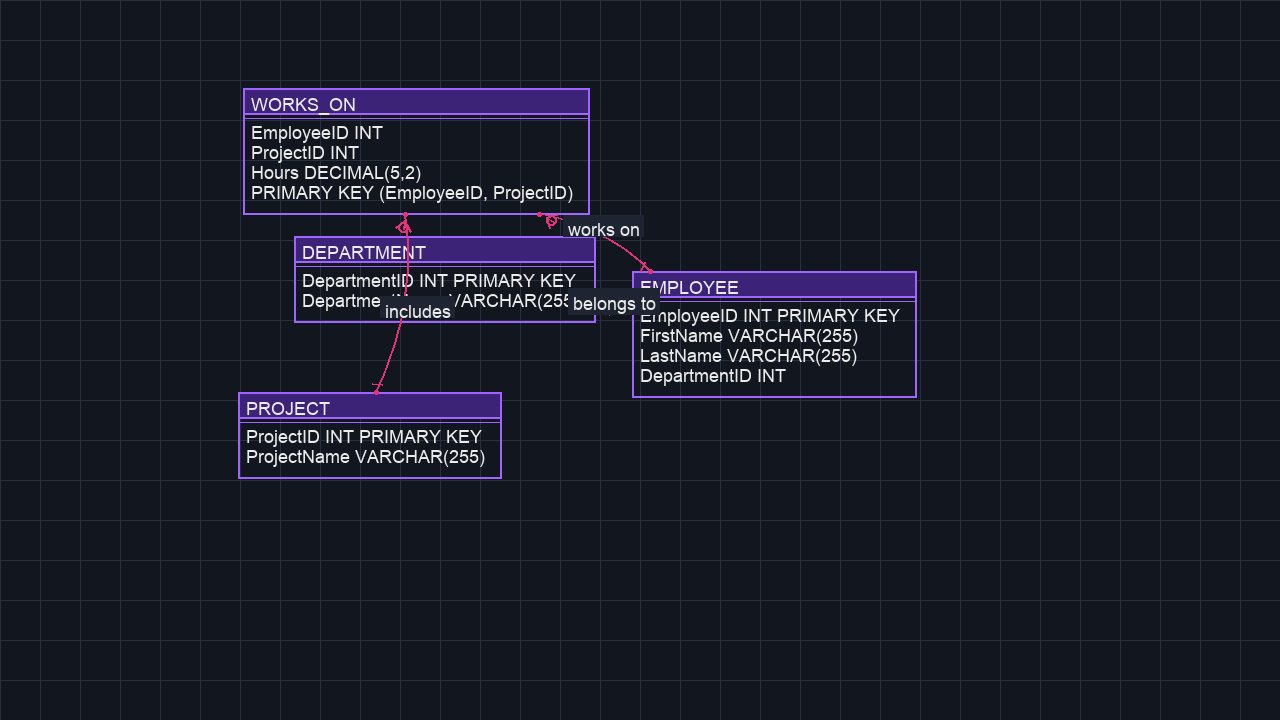 WORKS_ON
EmployeeID INT
ProjectID INT
Hours DECIMAL(5,2)
PRIMARY KEY (EmployeeID, ProjectID)
works on
DEPARTMENT
DepartmentID INT PRIMARY KEY
VARCHAR(255
includes
belongs to
EMPLOYEE
EmployeeID INT PRIMARY KEY
FirstName VARCHAR(255)
LastName VARCHAR(255)
DepartmentID INT
PROJECT
ProjectID INT PRIMARY KEY
ProjectName VARCHAR(255)